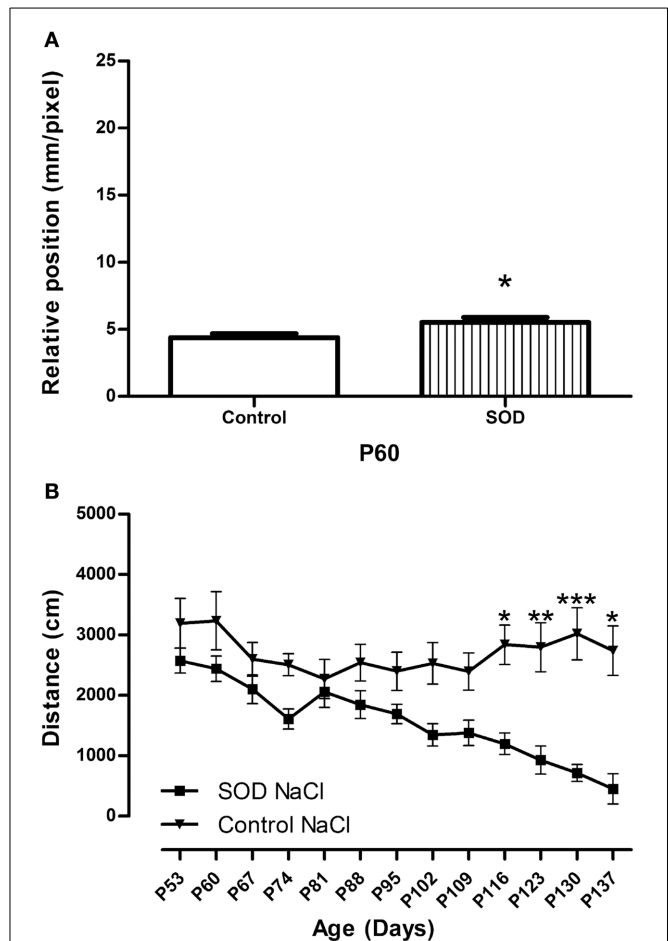 A
Relative position (mm/pixel)
25
20
15
10
5
0
*
Control
SOD
P60
B
Distance (cm)
5000
4000
3000
2000
1000
0
* ** *** *
SOD NaCl
Control NaCl
P53 P60 P67 P74 P81 P88 P95 P102 P109 P116 P123 P130 P137
Age (Days)